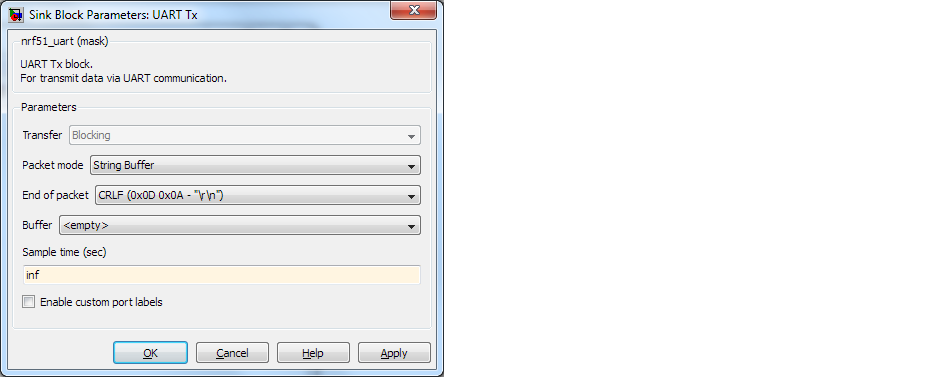 Sink Block Parameters: UART Tx
nrf51_uart (mask)
UART Tx block.
For transmit data via UART communication.
Parameters
Transfer Blocking
Packet mode String Buffer
End of packet CRLF (0x0D 0x0A - "\r\n")
Buffer <empty>
Sample time (sec)
inf
Enable custom port labels
OK Cancel Help Apply